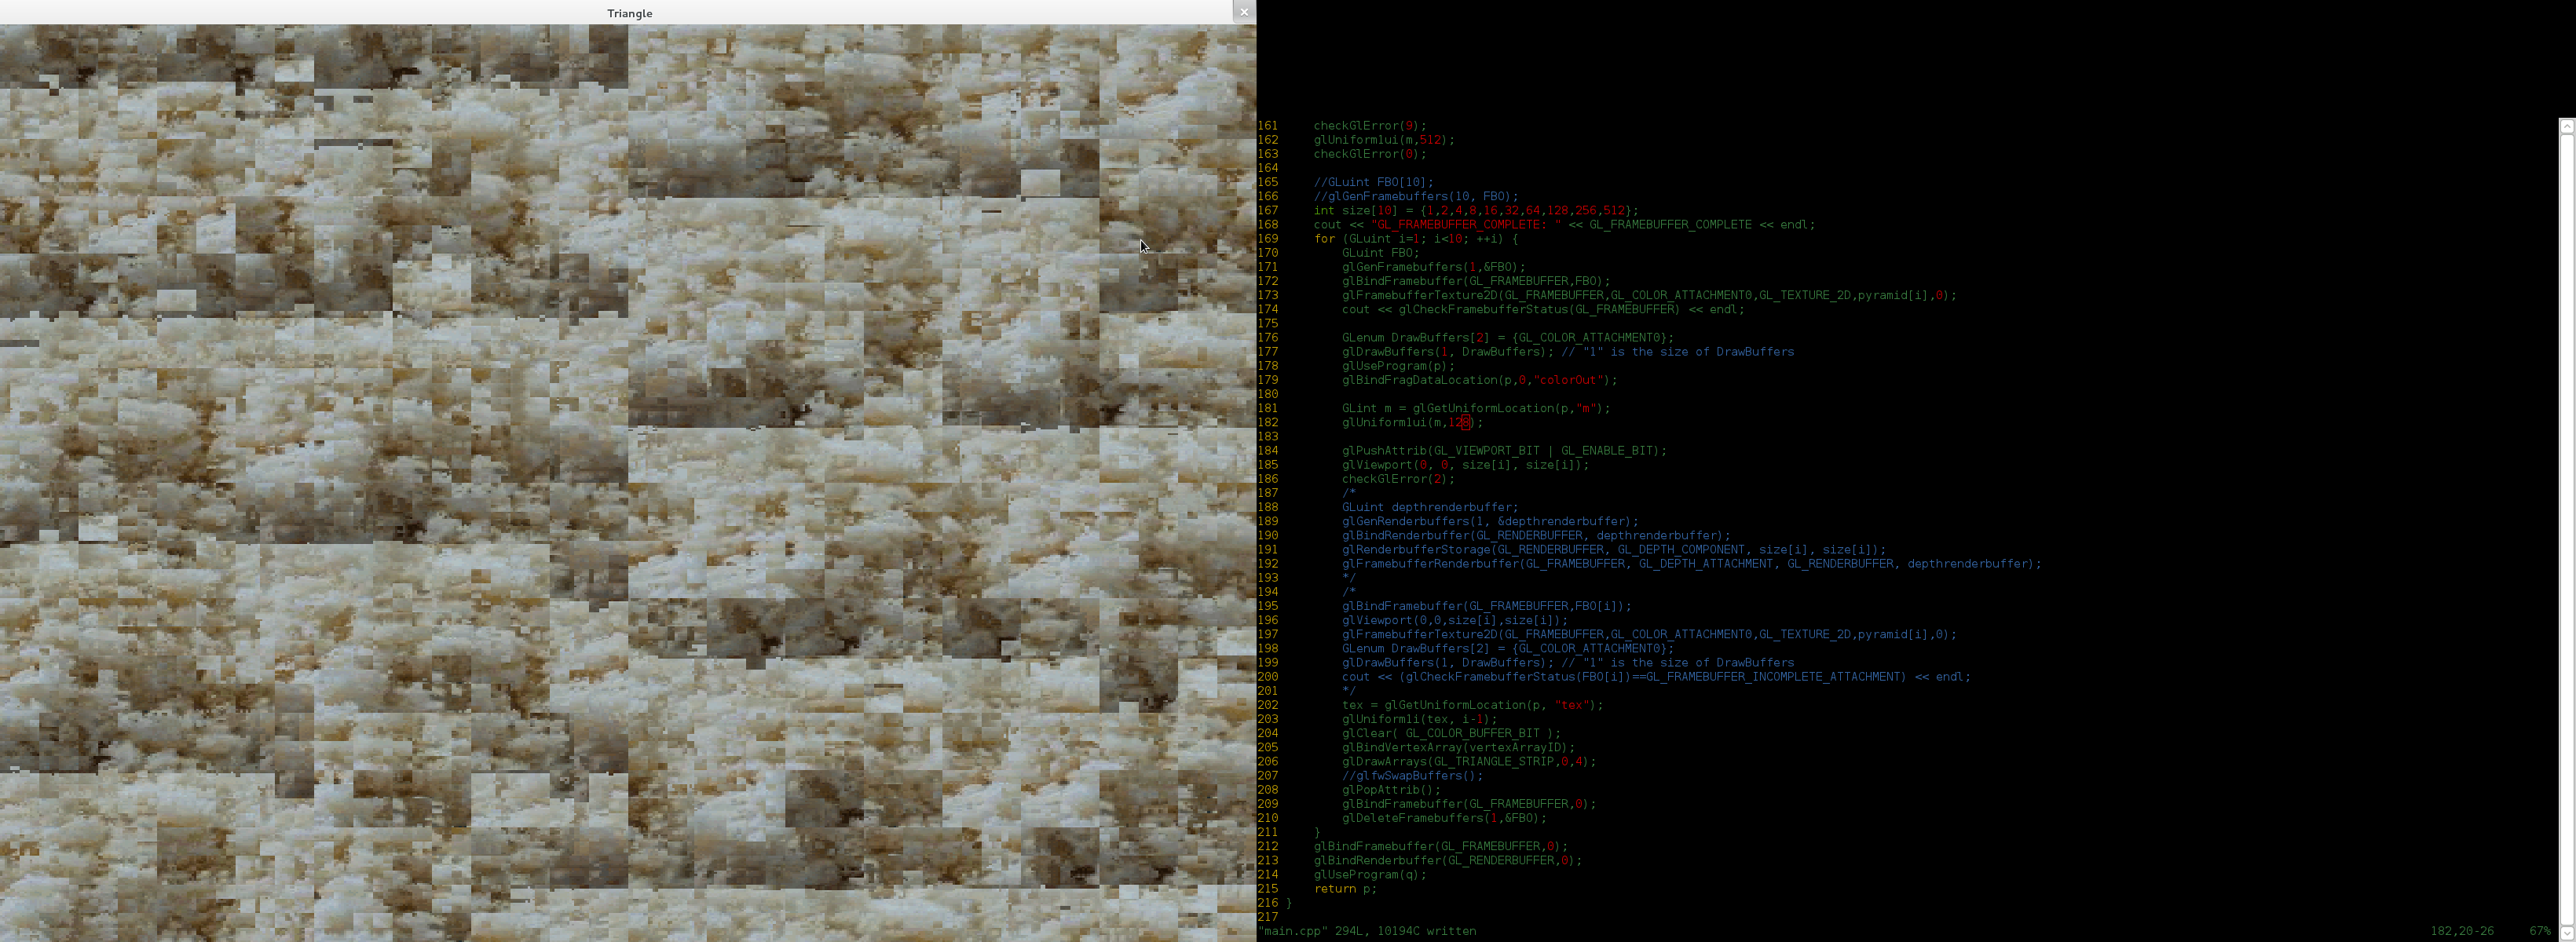 Triangle
161     checkGlError(9);
162     glUniform1ui(m,512);
163     checkGlError(0);
164
165     //GLuint FBO[10];
166     //glGenFramebuffers(10, FBO);
167     int size[10] = {1,2,4,8,16,32,64,128,256,512};
168     cout << "GL_FRAMEBUFFER_COMPLETE: " << GL_FRAMEBUFFER_COMPLETE << endl;
169     for (GLuint i=1; i<10; ++i) {
170         GLuint FBO;
171         glGenFramebuffers(1,&FBO);
172         glBindFramebuffer(GL_FRAMEBUFFER,FBO);
173         glFramebufferTexture2D(GL_FRAMEBUFFER,GL_COLOR_ATTACHMENT0,GL_TEXTURE_2D,pyramid[i],0);
174         cout << glCheckFramebufferStatus(GL_FRAMEBUFFER) << endl;
175
176         GLenum DrawBuffers[2] = {GL_COLOR_ATTACHMENT0};
177         glDrawBuffers(1, DrawBuffers); // "1" is the size of DrawBuffers
178         glUseProgram(p);
179         glBindFragDataLocation(p,0,"colorOut");
180
181         GLint m = glGetUniformLocation(p,"m");
182         glUniform1ui(m,128);
183
184         glPushAttrib(GL_VIEWPORT_BIT | GL_ENABLE_BIT);
185         glViewport(0, 0, size[i], size[i]);
186         checkGlError(2);
187         /*
188         GLuint depthrenderbuffer;
189         glGenRenderbuffers(1, &depthrenderbuffer);
190         glBindRenderbuffer(GL_RENDERBUFFER, depthrenderbuffer);
191         glRenderbufferStorage(GL_RENDERBUFFER, GL_DEPTH_COMPONENT, size[i], size[i]);
192         glFramebufferRenderbuffer(GL_FRAMEBUFFER, GL_DEPTH_ATTACHMENT, GL_RENDERBUFFER, depthrenderbuffer);
193         */
194         /*
195         glBindFramebuffer(GL_FRAMEBUFFER,FBO[i]);
196         glViewport(0,0,size[i],size[i]);
197         glFramebufferTexture2D(GL_FRAMEBUFFER,GL_COLOR_ATTACHMENT0,GL_TEXTURE_2D,pyramid[i],0);
198         GLenum DrawBuffers[2] = {GL_COLOR_ATTACHMENT0};
199         glDrawBuffers(1, DrawBuffers); // "1" is the size of DrawBuffers
200         cout << (glCheckFramebufferStatus(FBO[i])==GL_FRAMEBUFFER_INCOMPLETE_ATTACHMENT) << endl;
201         */
202         tex = glGetUniformLocation(p, "tex");
203         glUniform1i(tex, i-1);
204         glClear( GL_COLOR_BUFFER_BIT );
205         glBindVertexArray(vertexArrayID);
206         glDrawArrays(GL_TRIANGLE_STRIP,0,4);
207         //glfwSwapBuffers();
208         glPopAttrib();
209         glBindFramebuffer(GL_FRAMEBUFFER,0);
210         glDeleteFramebuffers(1,&FBO);
211     }
212     glBindFramebuffer(GL_FRAMEBUFFER,0);
213     glBindRenderbuffer(GL_RENDERBUFFER,0);
214     glUseProgram(q);
215     return p;
216 }
217
"main.cpp" 294L, 10194C written 182,20-26 67%